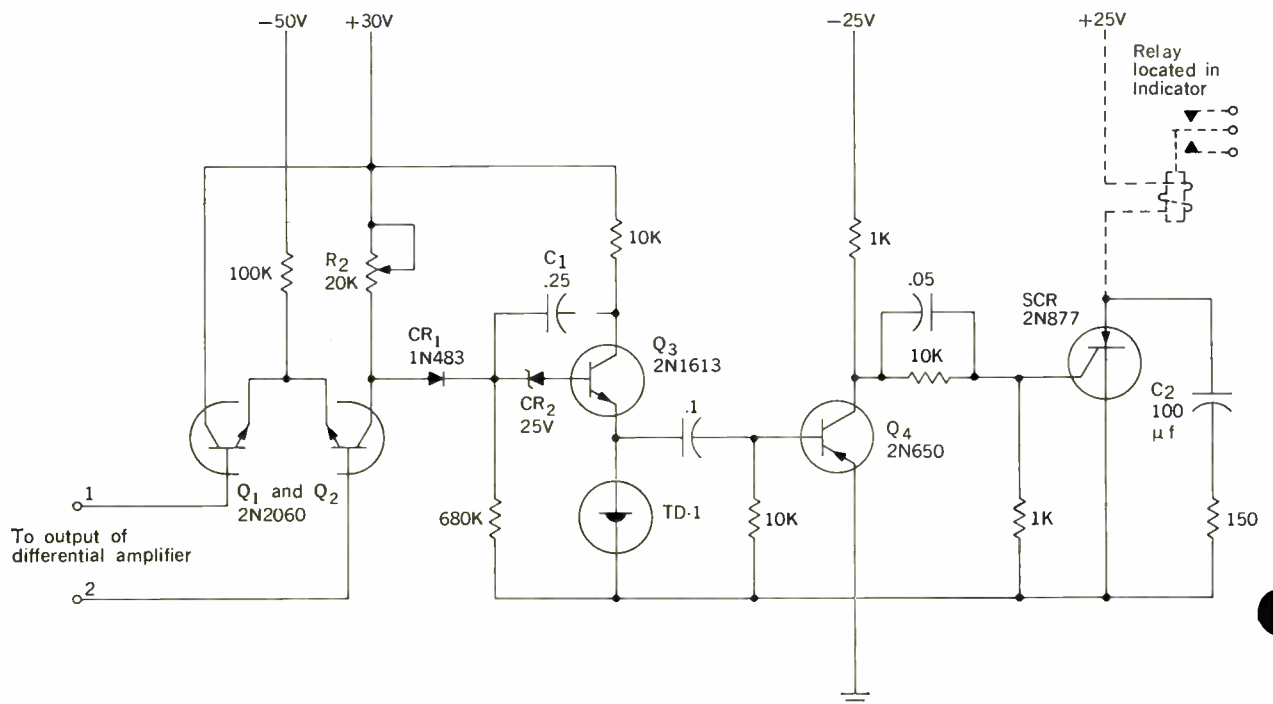 −50V
+30V
−25V
+25V
Relay
located in
Indicator
100K
R2
20K
C1
.25
10K
1K
.05
SCR
2N877
CR1
1N483
Q3
2N1613
10K
CR2
25V
C2
100
μf
.1
Q4
2N650
Q1 and Q2
2N2060
1
To output of
differential amplifier
2
680K
TD-1
10K
1K
150